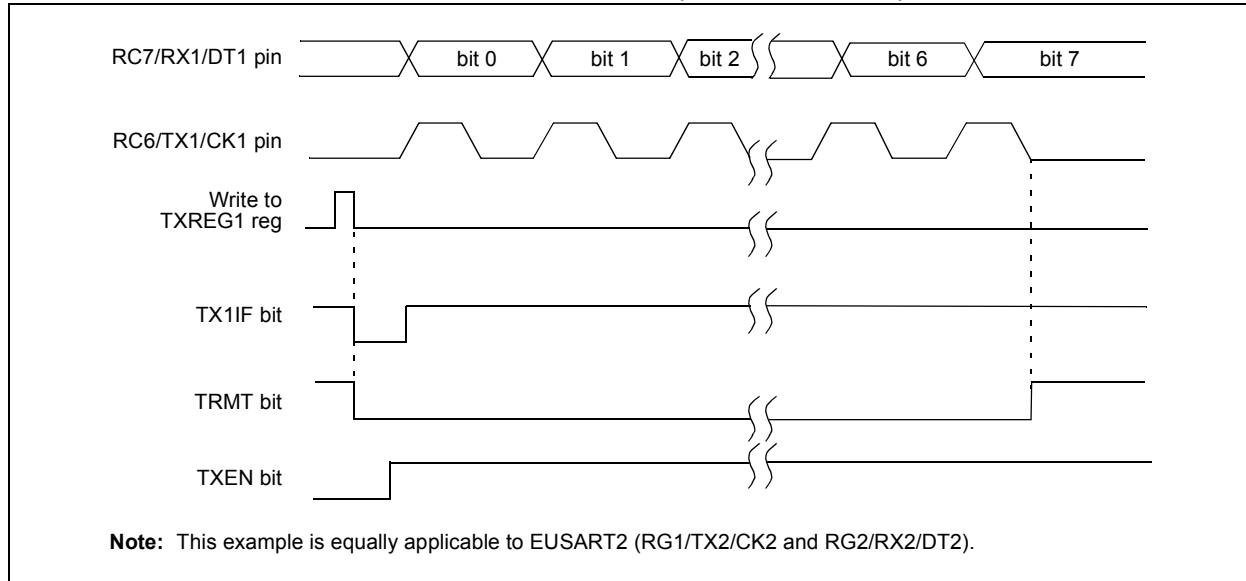 RC7/RX1/DT1 pin
bit 0
bit 1
bit 2
bit 6
bit 7
RC6/TX1/CK1 pin
Write to
TXREG1 reg
TX1IF bit
TRMT bit
TXEN bit
Note: This example is equally applicable to EUSART2 (RG1/TX2/CK2 and RG2/RX2/DT2).